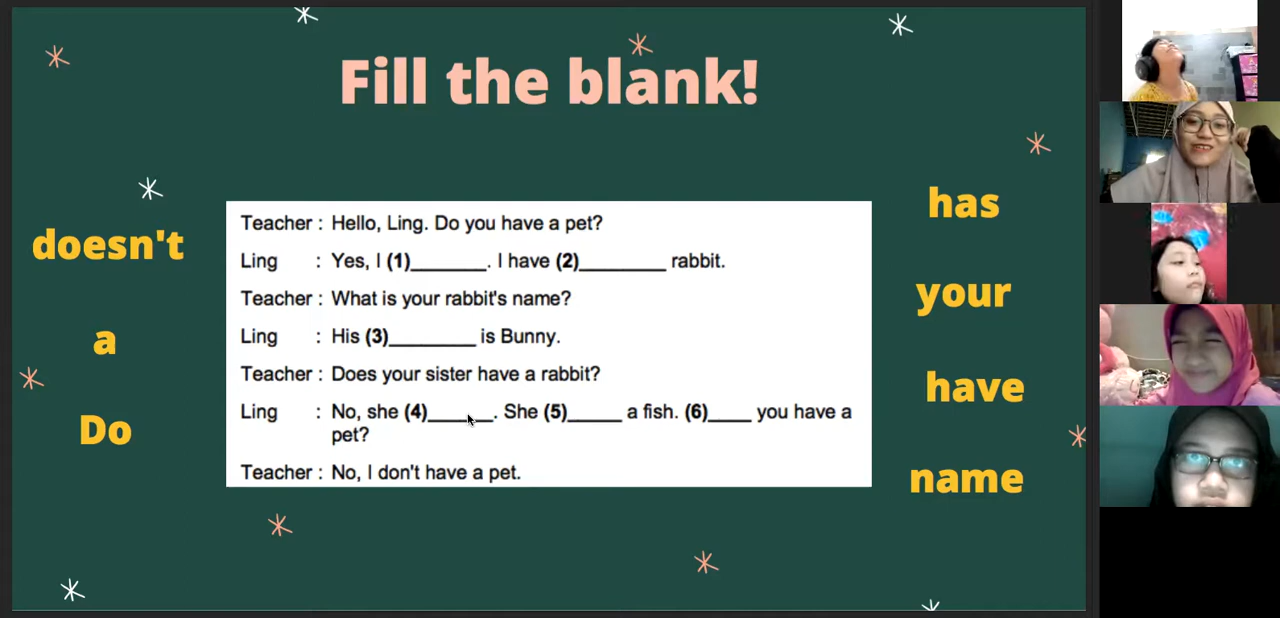 Fill the blank!
doesn't
a
Do
Teacher : Hello, Ling. Do you have a pet?
Ling : Yes, I (1)_______. I have (2)________ rabbit.
Teacher : What is your rabbit's name?
Ling : His (3)________ is Bunny.
Teacher : Does your sister have a rabbit?
Ling : No, she (4)______. She (5)_____ a fish. (6)____ you have a
pet?
Teacher : No, I don't have a pet.
has
your
have
name